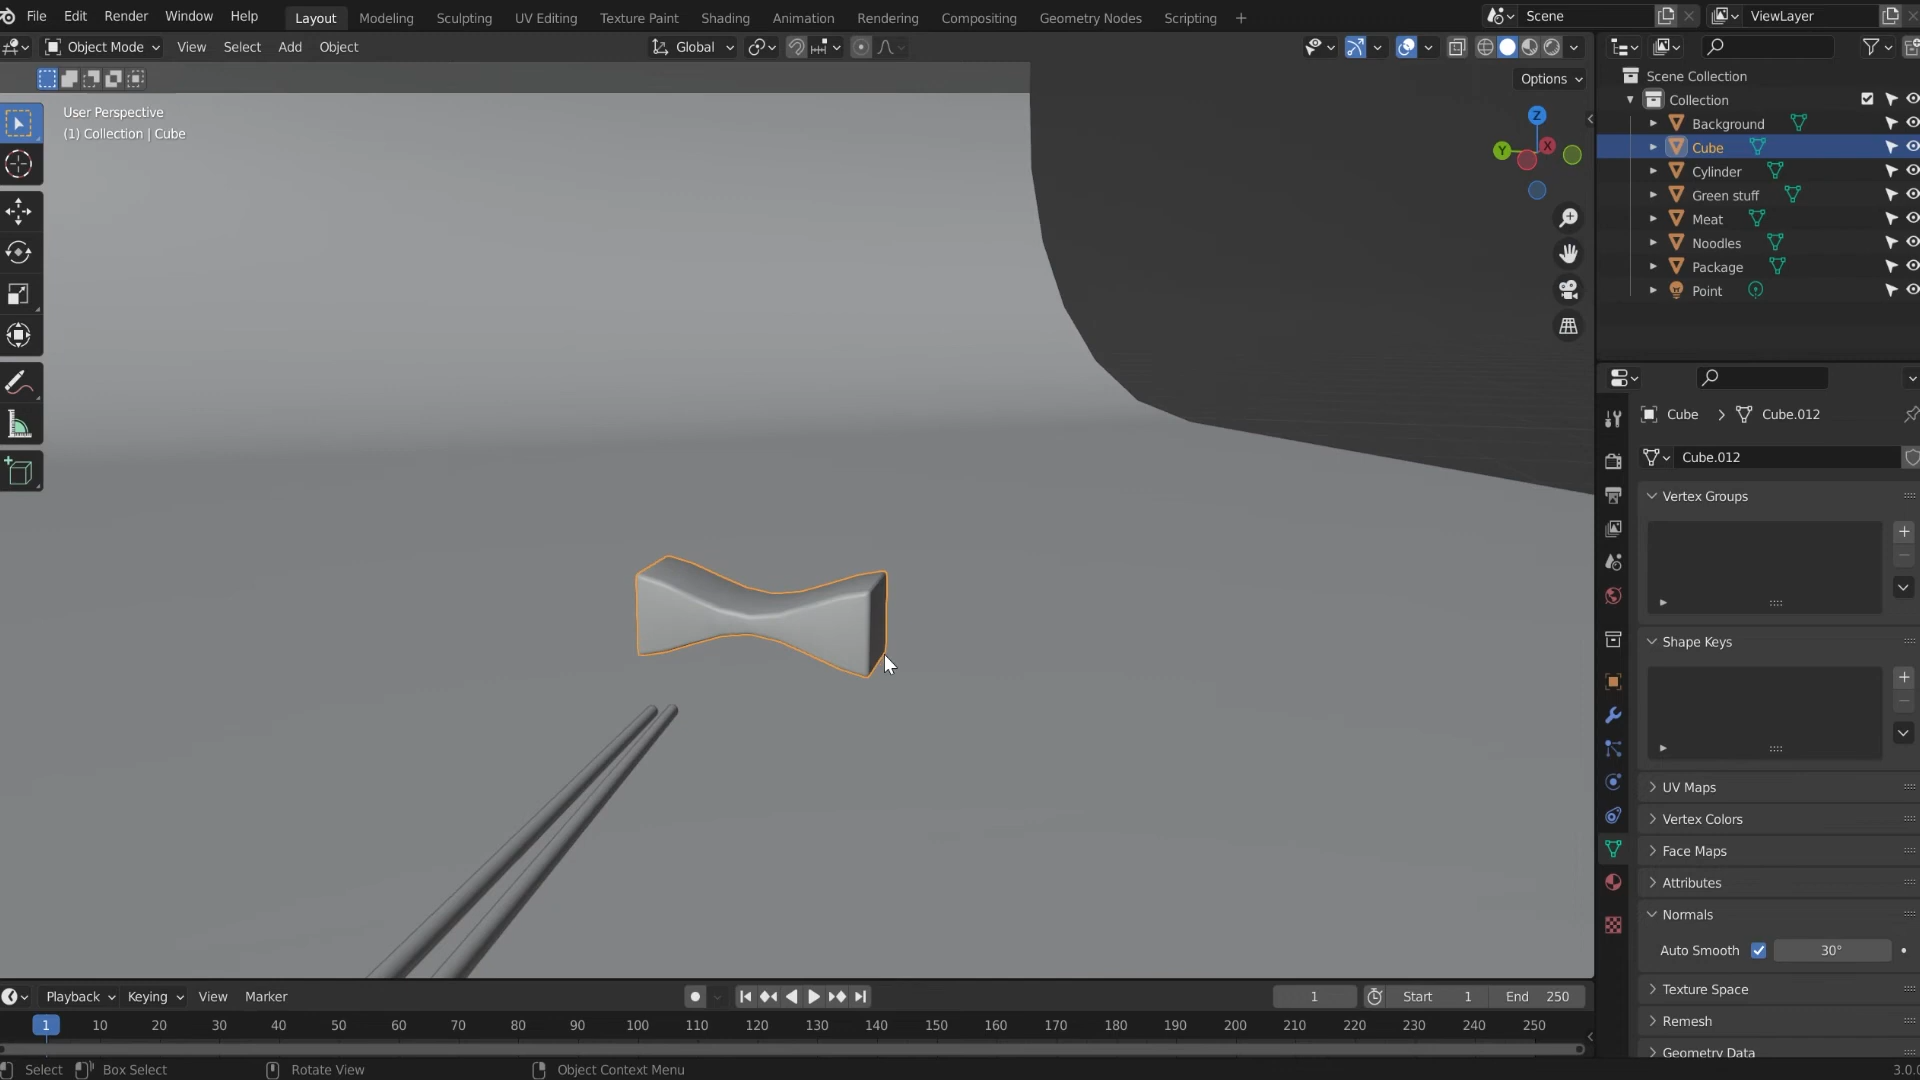 File Edit Render Window Help Layout Modeling Sculpting UV Editing Texture Paint Shading Animation Rendering Compositing Geometry Nodes Scripting + Scene ViewLayer
Object Mode View Select Add Object Global
Options
User Perspective
(1) Collection | Cube
Z
Y
X
Scene Collection
Collection
Background
Cube
Cylinder
Green stuff
Meat
Noodles
Package
Point
Cube > Cube.012
Cube.012
Vertex Groups
Shape Keys
UV Maps
Vertex Colors
Face Maps
Attributes
Normals
Auto Smooth 30°
Texture Space
Remesh
Geometry Data
Playback Keying View Marker 1 Start 1 End 250
1 10 20 30 40 50 60 70 80 90 100 110 120 130 140 150 160 170 180 190 200 210 220 230 240 250
Select Box Select Rotate View Object Context Menu